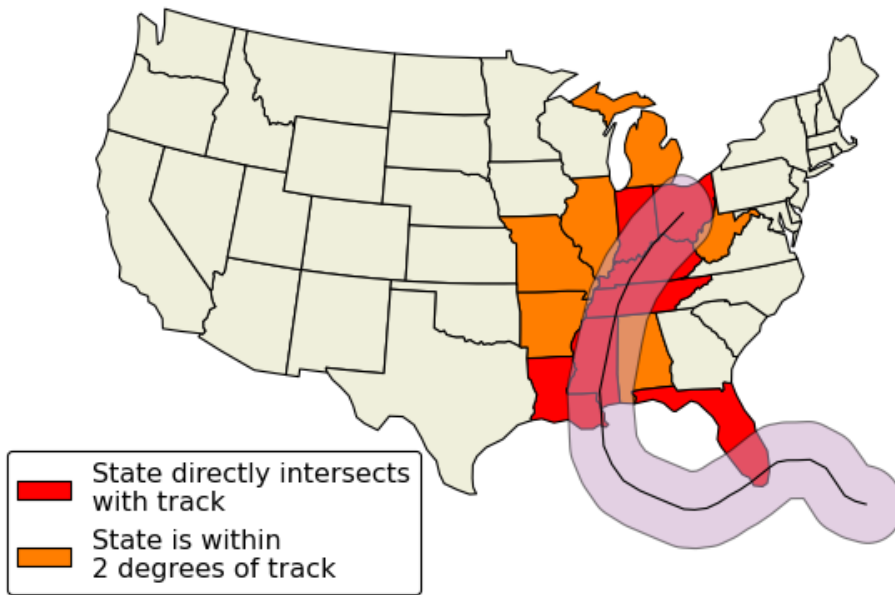 State directly intersects
with track
State is within
2 degrees of track